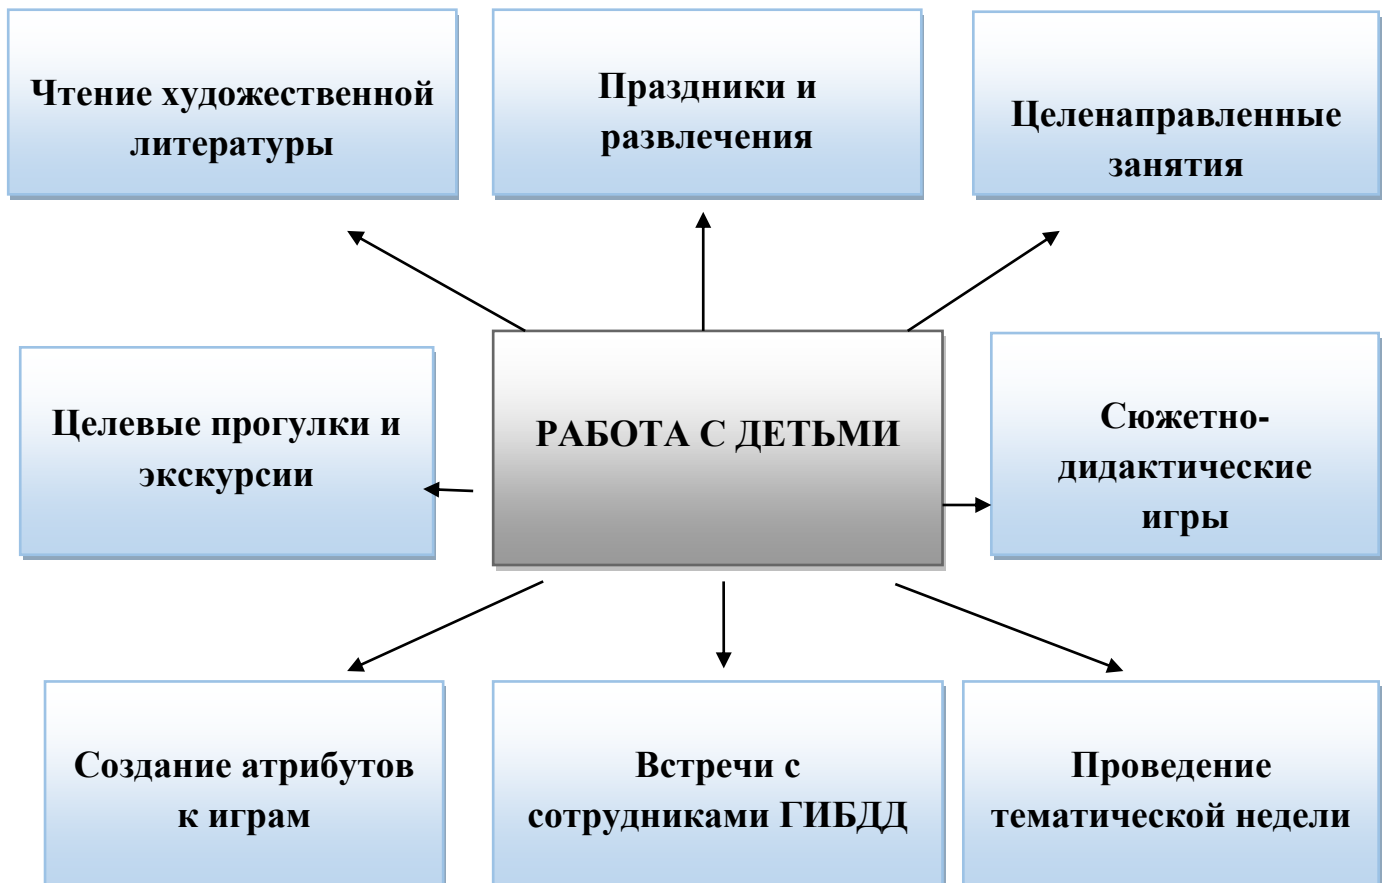 Чтение художественной
литературы
Праздники и
развлечения
Целенаправленные
занятия
Целевые прогулки и
экскурсии
РАБОТА С ДЕТЬМИ
Сюжетно-
дидактические
игры
Создание атрибутов
к играм
Встречи с
сотрудниками ГИБДД
Проведение
тематической недели